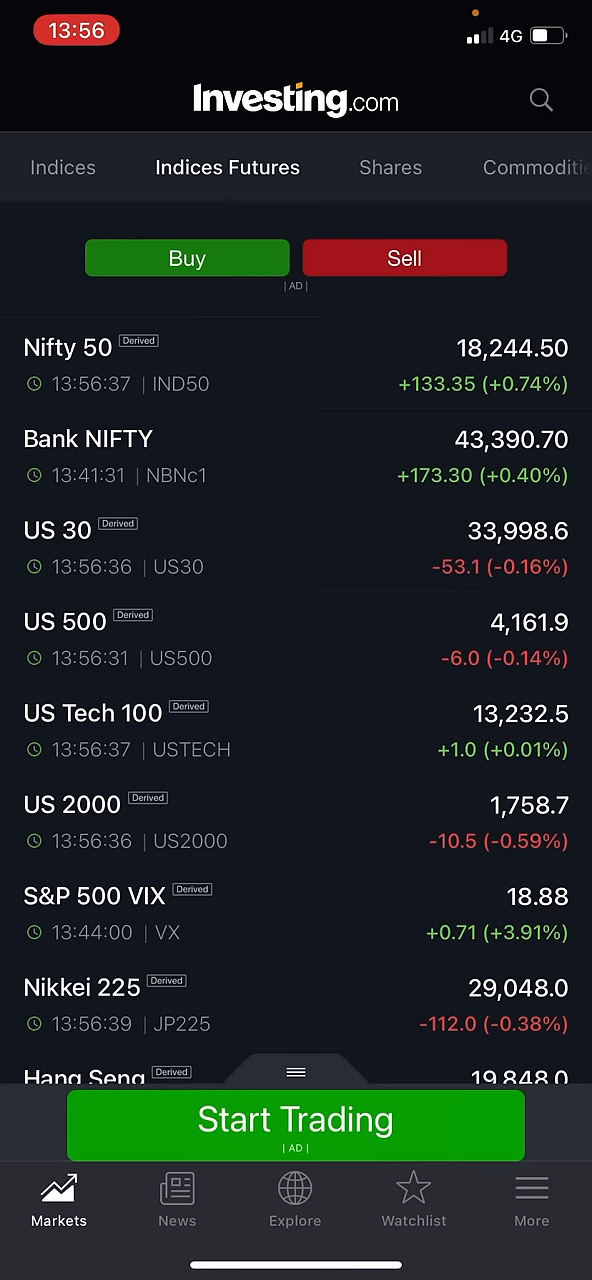 13:56
4G
Investing.com
Indices Indices Futures Shares Commoditie
Buy Sell
| AD |
Nifty 50 Derived 18,244.50
13:56:37 | IND50 +133.35 (+0.74%)
Bank NIFTY 43,390.70
13:41:31 | NBNc1 +173.30 (+0.40%)
US 30 Derived 33,998.6
13:56:36 | US30 -53.1 (-0.16%)
US 500 Derived 4,161.9
13:56:31 | US500 -6.0 (-0.14%)
US Tech 100 Derived 13,232.5
13:56:37 | USTECH +1.0 (+0.01%)
US 2000 Derived 1,758.7
13:56:36 | US2000 -10.5 (-0.59%)
S&P 500 VIX Derived 18.88
13:44:00 | VX +0.71 (+3.91%)
Nikkei 225 Derived 29,048.0
13:56:39 | JP225 -112.0 (-0.38%)
Hang Seng Derived 19,848.0
Start Trading
| AD |
Markets News Explore Watchlist More